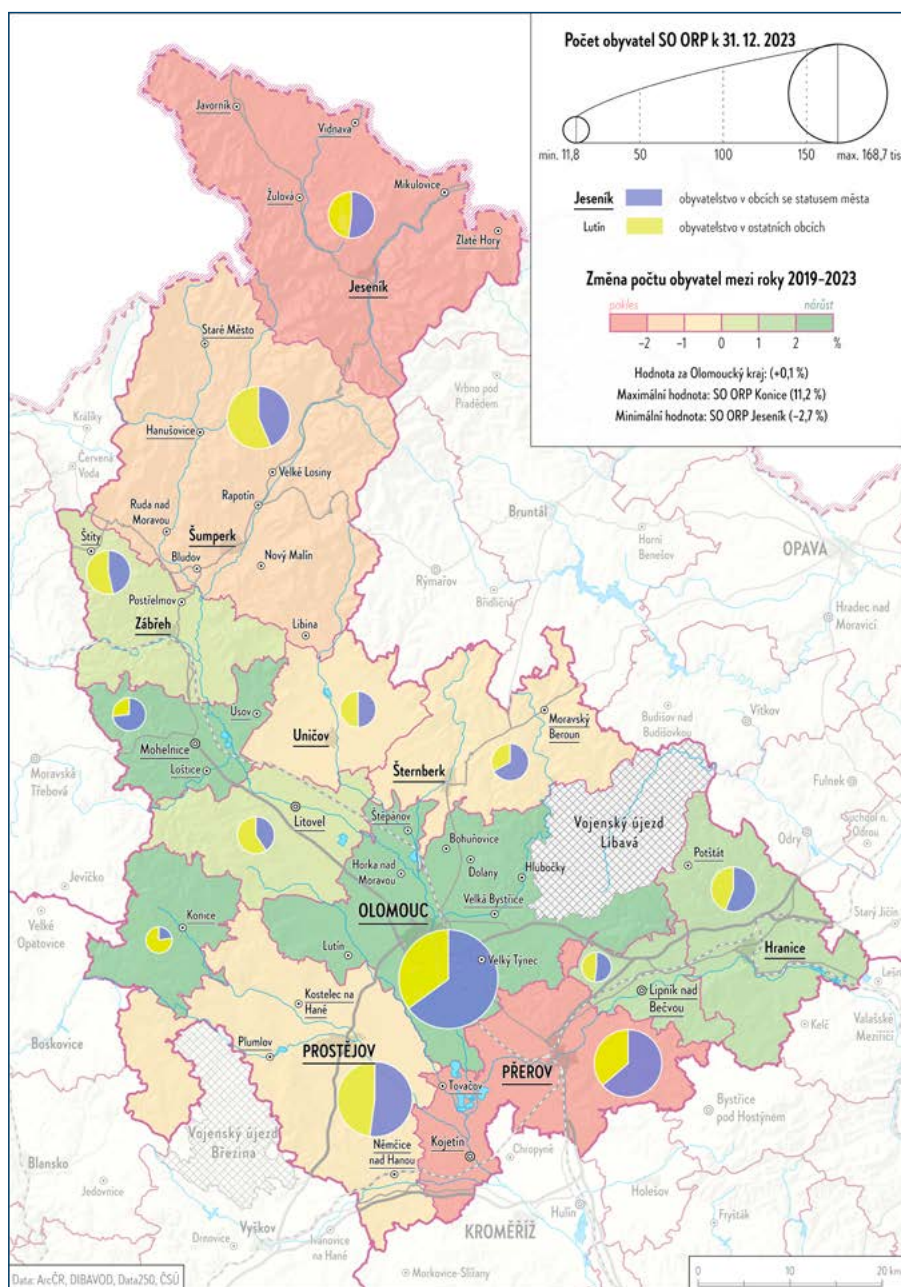 Počet obyvatel SO ORP k 31. 12. 2023
min. 11,8
50
100
150
max. 168,7 tis
Jeseník
obyvatelstvo v obcích se statusem města
Lutín
obyvatelstvo v ostatních obcích
Změna počtu obyvatel mezi roky 2019–2023
pokles
nárůst
-2
-1
0
1
2
%
Hodnota za Olomoucký kraj: (+0,1 %)
Maximální hodnota: SO ORP Konice (11,2 %)
Minimální hodnota: SO ORP Jeseník (–2,7 %)
Javorník
Vidnava
Žulová
Mikulovice
Zlaté Hory
Jeseník
Staré Město
Vrbno pod
Pradědem
Králíky
Hanušovice
Červená
Voda
Velké Losiny
Rapotín
Ruda nad
Moravou
Šumperk
Bruntál
Horní
Benešov
OPAVA
Štíty
Bludov
Nový Malín
Rýmařov
Břidličná
Postřelmov
Zábřeh
Hradec nad
Moravicí
Libina
Úsov
Uničov
Moravský
Beroun
Budišov nad
Budišovkou
Vítkov
Mohelnice
Loštice
Šternberk
Moravská
Třebová
Fulnek
Litovel
Štěpánov
Bohuňovice
Vojenský újezd
Libavá
Odry
Suchdol n.
Odrou
Horka nad
Moravou
Dolany
Hlubočky
Potštát
Jevíčko
Velká Bystřice
Velké
Opatovice
Konice
OLOMOUC
Starý Jičín
Lutín
Velký Týnec
Hranice
Kostelec na
Hané
Lipník nad
Bečvou
Kelč
Valašské
Meziříčí
Boskovice
Plumlov
PROSTĚJOV
PŘEROV
Tovačov
Bystřice
pod Hostýnem
Vojenský újezd
Březina
Němčice
nad Hanou
Kojetín
Chropyně
Blansko
Jedovnice
Holešov
Hulín
Vyškov
Drnovice
Ivanovice
na Hané
KROMĚŘÍŽ
Fryšták
Morkovice-Slížany
Data: ArcČR, DIBAVOD, Data250, ČSÚ
0
10
20 km